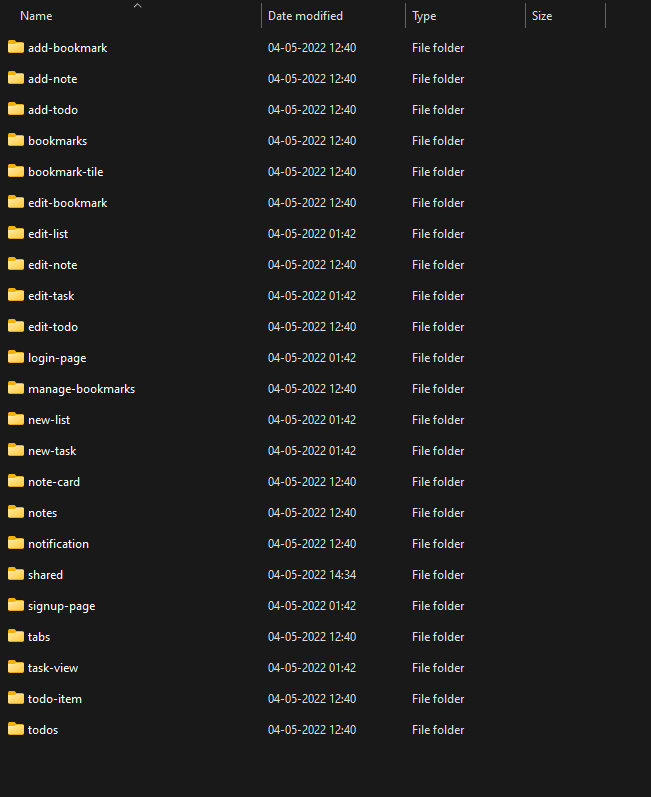 Name Date modified Type Size
add-bookmark 04-05-2022 12:40 File folder
add-note 04-05-2022 12:40 File folder
add-todo 04-05-2022 12:40 File folder
bookmarks 04-05-2022 12:40 File folder
bookmark-tile 04-05-2022 12:40 File folder
edit-bookmark 04-05-2022 12:40 File folder
edit-list 04-05-2022 01:42 File folder
edit-note 04-05-2022 12:40 File folder
edit-task 04-05-2022 01:42 File folder
edit-todo 04-05-2022 12:40 File folder
login-page 04-05-2022 01:42 File folder
manage-bookmarks 04-05-2022 12:40 File folder
new-list 04-05-2022 01:42 File folder
new-task 04-05-2022 01:42 File folder
note-card 04-05-2022 12:40 File folder
notes 04-05-2022 12:40 File folder
notification 04-05-2022 12:40 File folder
shared 04-05-2022 14:34 File folder
signup-page 04-05-2022 01:42 File folder
tabs 04-05-2022 12:40 File folder
task-view 04-05-2022 01:42 File folder
todo-item 04-05-2022 12:40 File folder
todos 04-05-2022 12:40 File folder